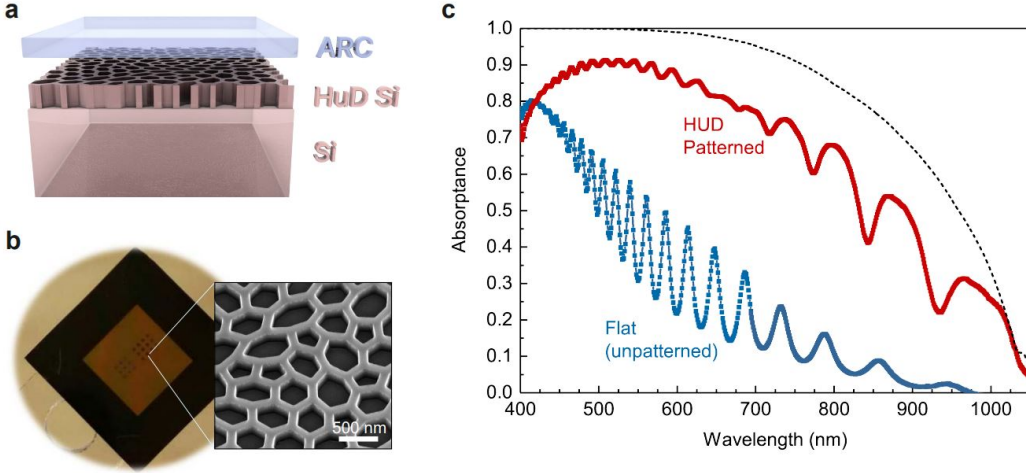 a
ARC
HuD Si
Si
b
500 nm
c
1.0
0.9
0.8
0.7
0.6
0.5
0.4
0.3
0.2
0.1
0.0
Absorptance
HUD
Patterned
Flat
(unpatterned)
400 500 600 700 800 900 1000
Wavelength (nm)